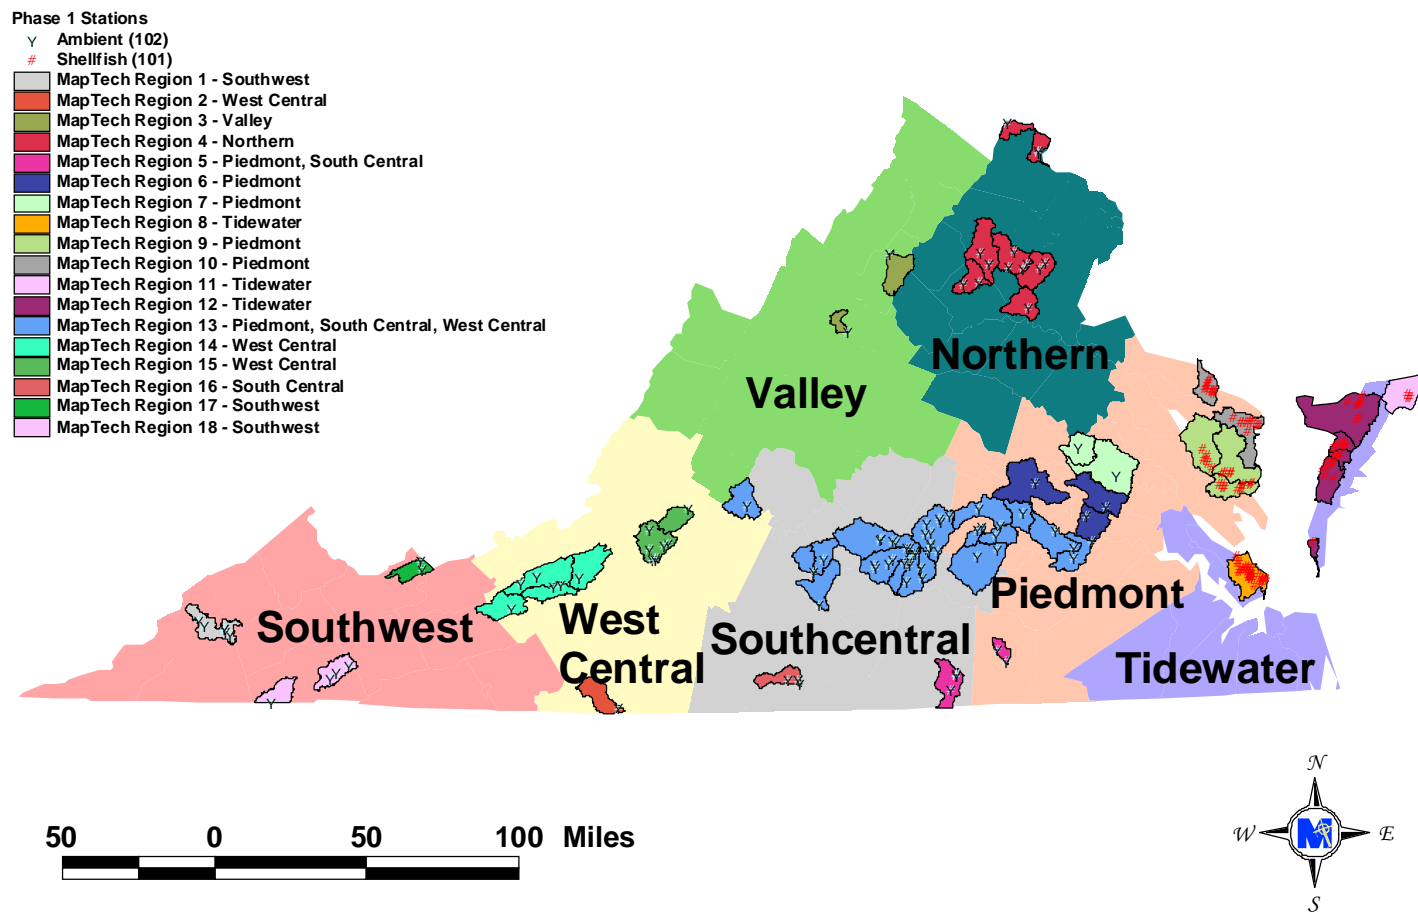 Phase 1 Stations
Y Ambient (102)
# Shellfish (101)
MapTech Region 1 - Southwest
MapTech Region 2 - West Central
MapTech Region 3 - Valley
MapTech Region 4 - Northern
MapTech Region 5 - Piedmont, South Central
MapTech Region 6 - Piedmont
MapTech Region 7 - Piedmont
MapTech Region 8 - Tidewater
MapTech Region 9 - Piedmont
MapTech Region 10 - Piedmont
MapTech Region 11 - Tidewater
MapTech Region 12 - Tidewater
MapTech Region 13 - Piedmont, South Central, West Central
MapTech Region 14 - West Central
MapTech Region 15 - West Central
MapTech Region 16 - South Central
MapTech Region 17 - Southwest
MapTech Region 18 - Southwest
Northern
Valley
Piedmont
Southwest
West
Central
Southcentral
Tidewater
50 0 50 100 Miles
N
W
M
E
S